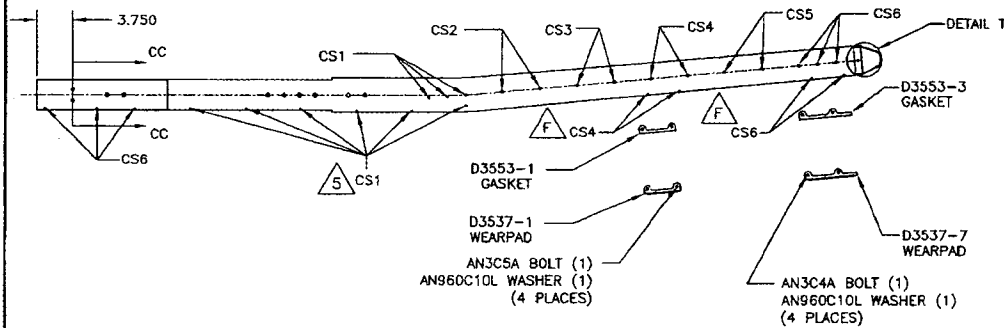 3.750
CC
CC
CS6
CS1
CS2
CS3
CS4
CS5
CS6
DETAIL T
5
CS1
F
CS4
F
CS6
D3553-3
GASKET
D3553-1
GASKET
D3537-1
WEARPAD
AN3C5A BOLT (1)
AN960C10L WASHER (1)
(4 PLACES)
D3537-7
WEARPAD
AN3C4A BOLT (1)
AN960C10L WASHER (1)
(4 PLACES)